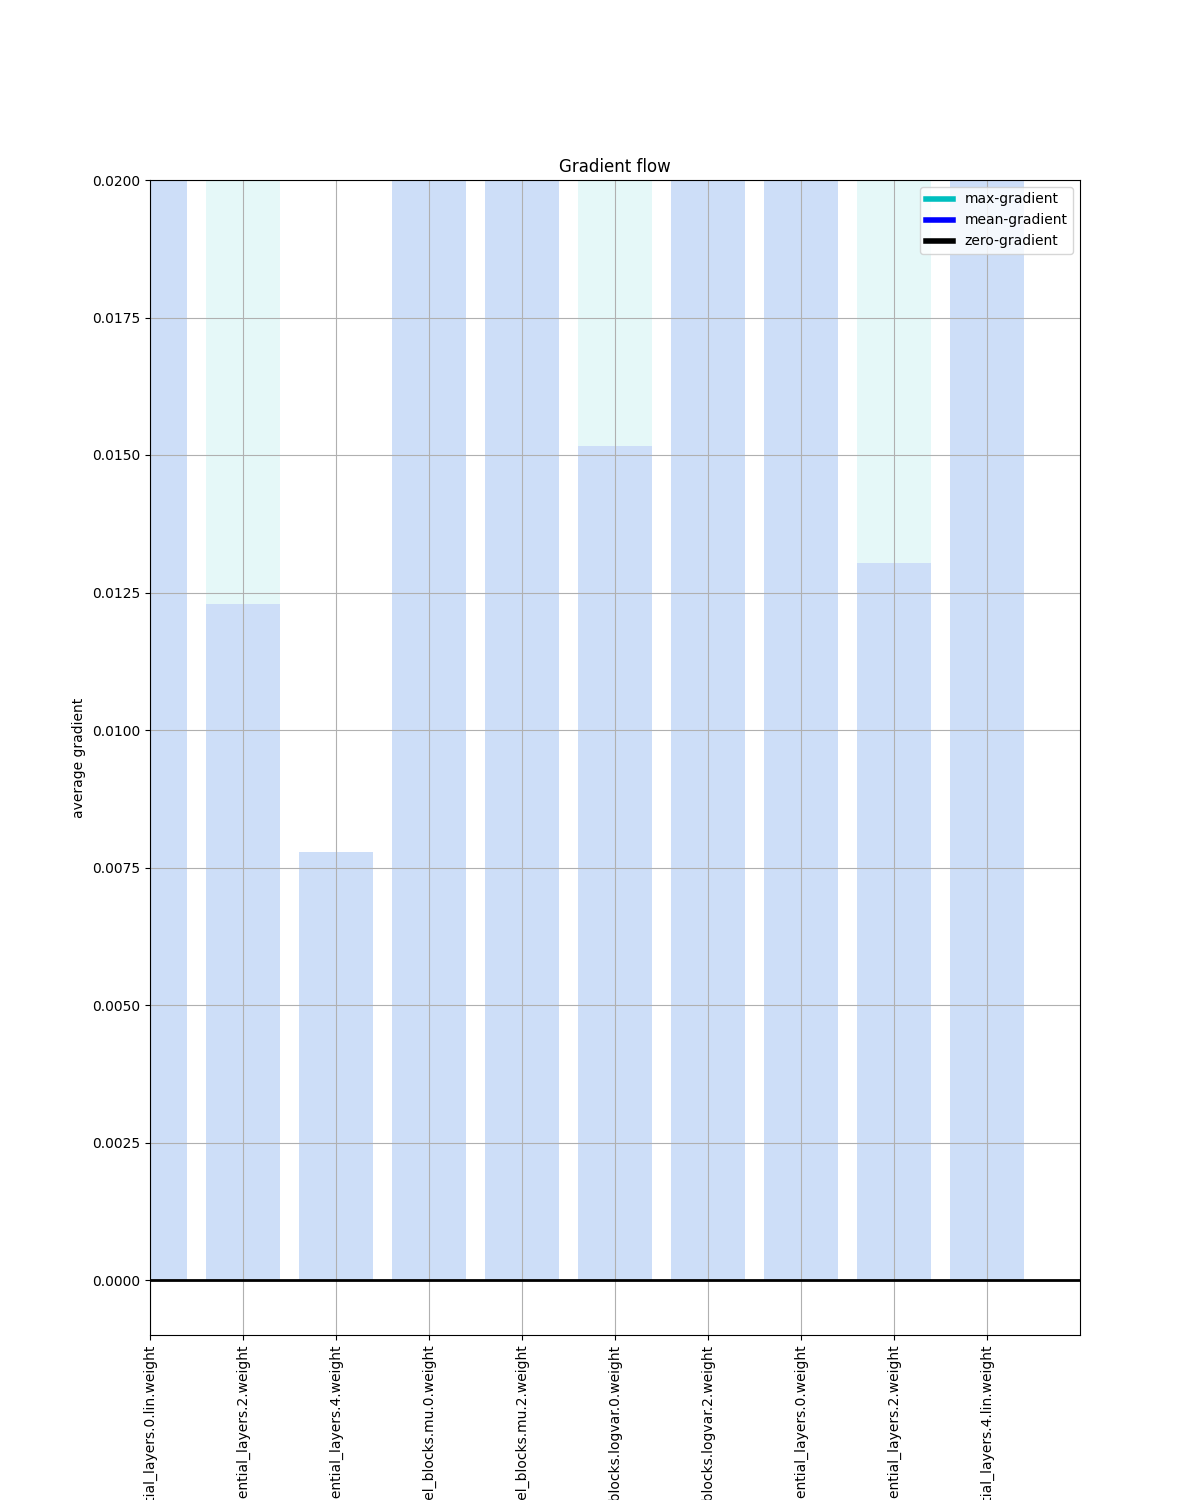 Gradient flow
max-gradient
mean-gradient
zero-gradient
average gradient
0.0200
0.0175
0.0150
0.0125
0.0100
0.0075
0.0050
0.0025
0.0000
tial_layers.0.lin.weight
ential_layers.2.weight
ential_layers.4.weight
el_blocks.mu.0.weight
el_blocks.mu.2.weight
blocks.logvar.0.weight
blocks.logvar.2.weight
ential_layers.0.weight
ential_layers.2.weight
tial_layers.4.lin.weight